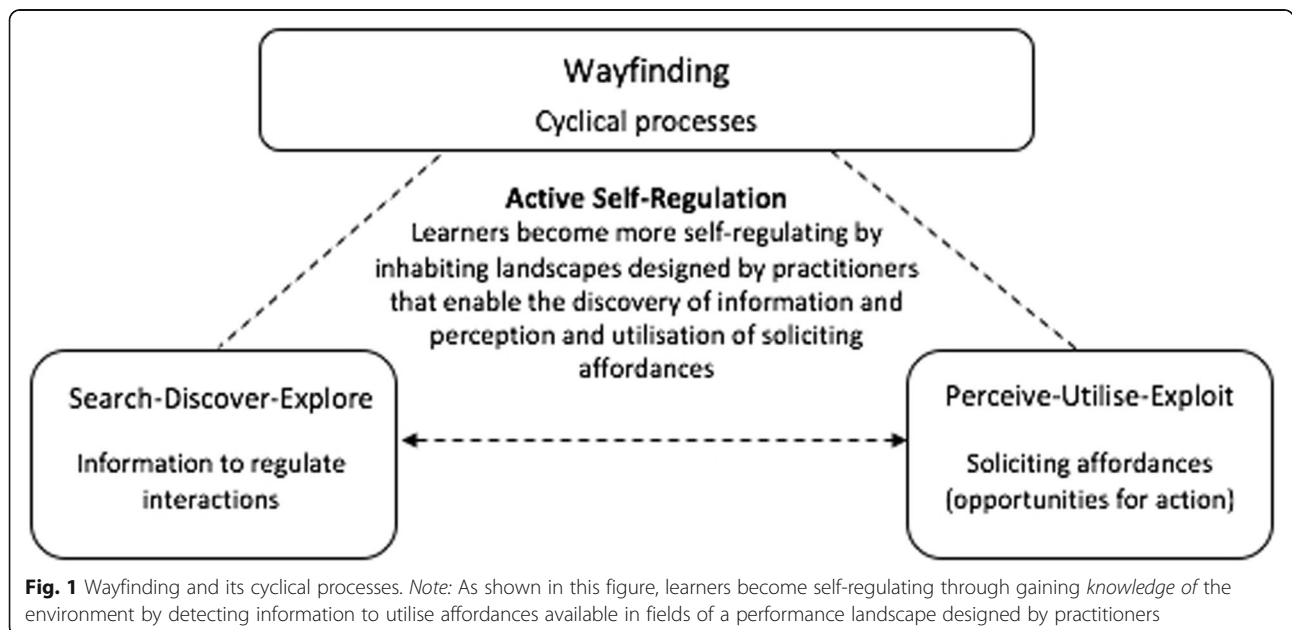 Wayfinding
Cyclical processes
Active Self-Regulation
Learners become more self-regulating by
inhabiting landscapes designed by practitioners
that enable the discovery of information and
perception and utilisation of soliciting
affordances
Search-Discover-Explore
Information to regulate
interactions
Perceive-Utilise-Exploit
Soliciting affordances
(opportunities for action)
Fig. 1 Wayfinding and its cyclical processes. Note: As shown in this figure, learners become self-regulating through gaining knowledge of the
environment by detecting information to utilise affordances available in fields of a performance landscape designed by practitioners